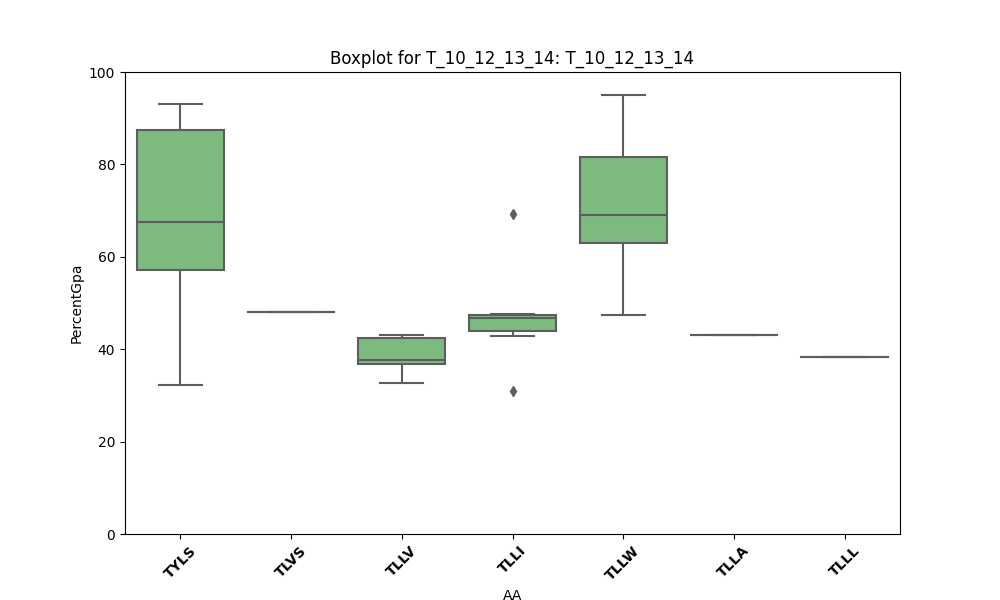 Boxplot for T_10_12_13_14: T_10_12_13_14
100
80
60
40
20
0
PercentGpa
TYLS
TLVS
TLLV
TLLI
TLLW
TLLA
TLLL
AA